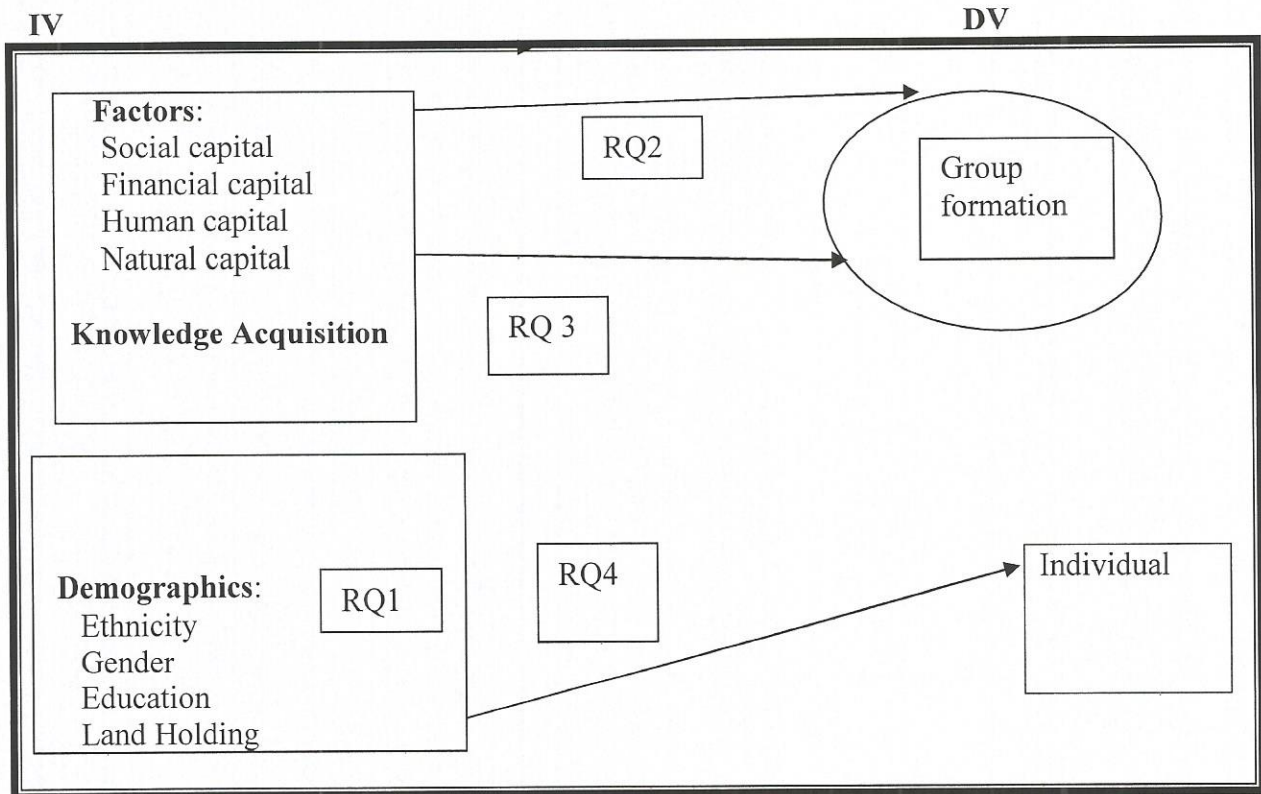 IV
DV
Factors:
Social capital
Financial capital
Human capital
Natural capital
Knowledge Acquisition
RQ2
RQ 3
Group
formation
Demographics:
Ethnicity
Gender
Education
Land Holding
RQ1
RQ4
Individual